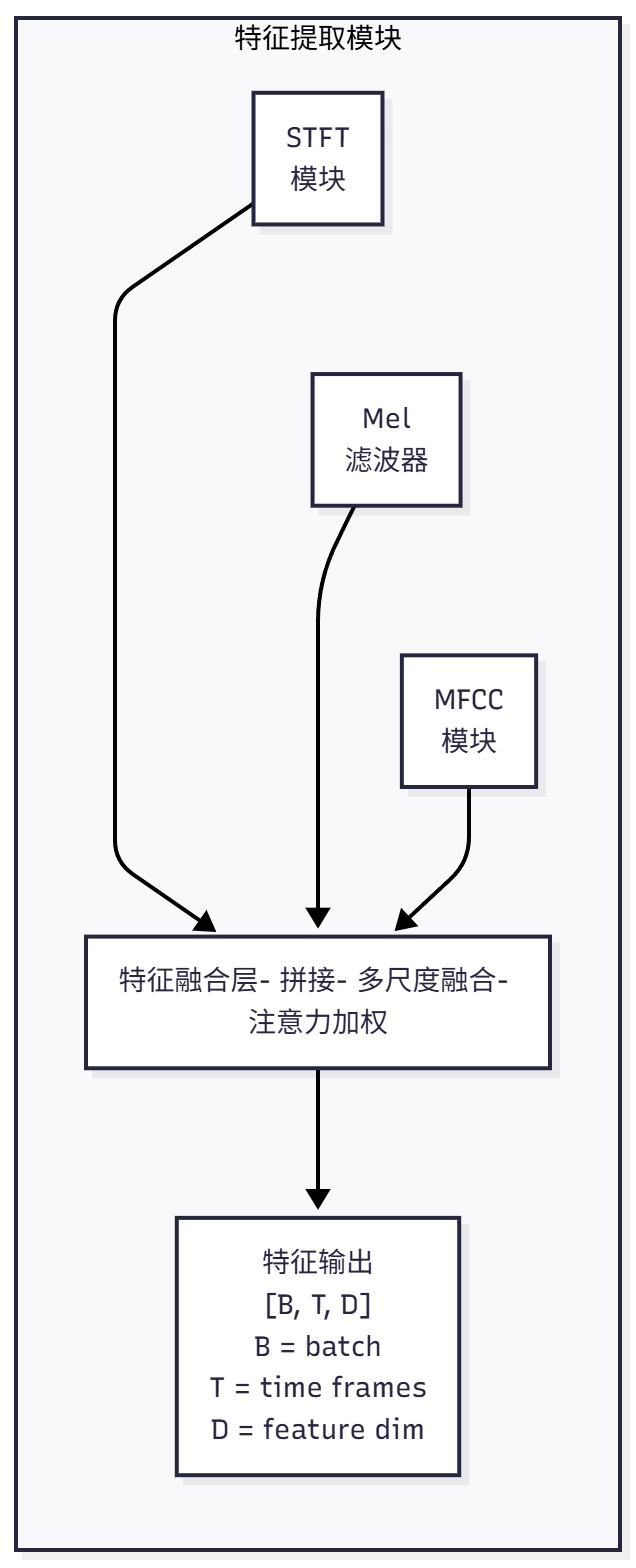 特征提取模块
STFT
模块
Mel
滤波器
MFCC
模块
特征融合层- 拼接- 多尺度融合-
注意力加权
特征输出
[B, T, D]
B = batch
T = time frames
D = feature dim